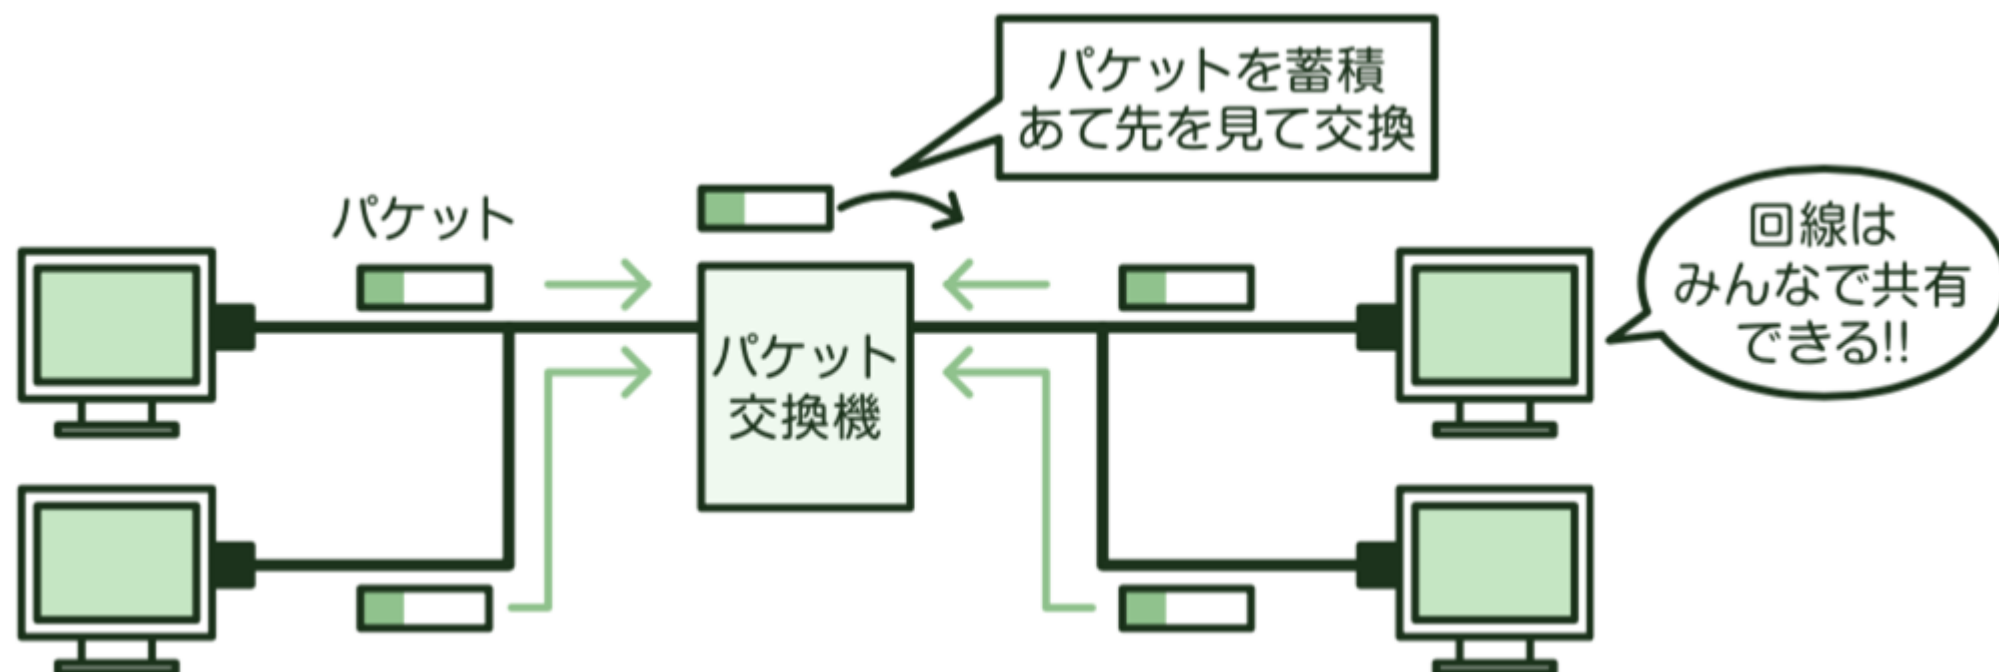 パケットを蓄積
あて先を見て交換
パケット
回線は
みんなで共有
できる!!
パケット
交換機